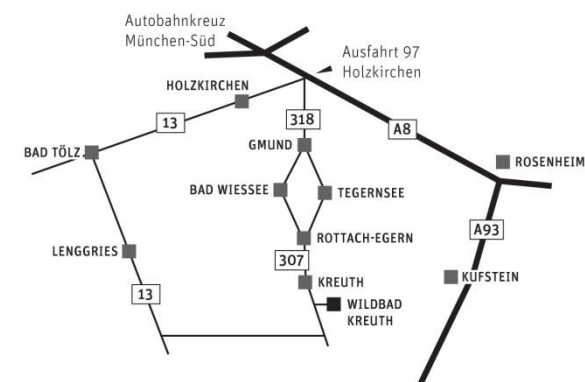 Autobahnkreuz
München-Süd
Ausfahrt 97
Holzkirchen
HOLZKIRCHEN
13
318
A8
GMUND
BAD TÖLZ
ROSENHEIM
BAD WIESSEE
TEGERNSEE
A93
ROTTACH-EGERN
LENGGRIES
307
KUFSTEIN
KREUTH
13
WILDBAD
KREUTH